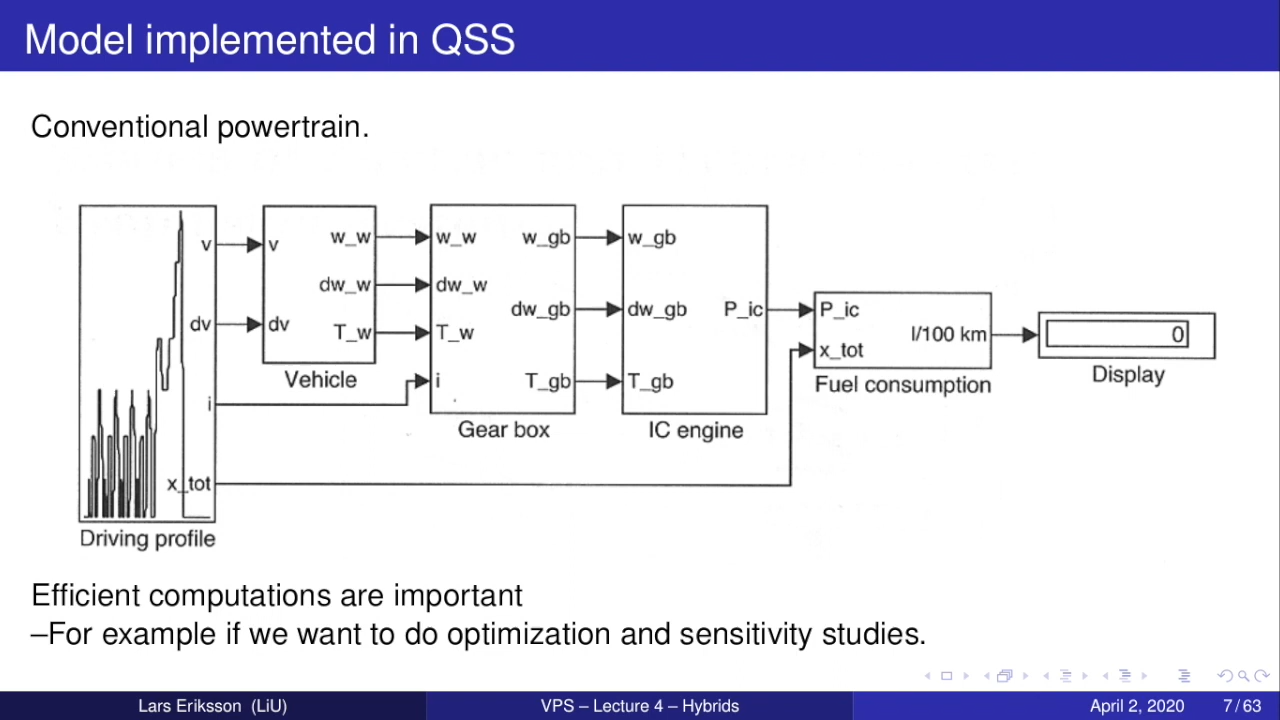 Model implemented in QSS
Conventional powertrain.
v
dv
i
x_tot
Driving profile
v
dv
w_w
dw_w
T_w
Vehicle
w_w
dw_w
T_w
i
w_gb
dw_gb
T_gb
Gear box
w_gb
dw_gb
T_gb
P_ic
IC engine
P_ic
x_tot
l/100 km
Fuel consumption
0
Display
Efficient computations are important
–For example if we want to do optimization and sensitivity studies.
Lars Eriksson (LiU)
VPS – Lecture 4 – Hybrids
April 2, 2020
7 / 63